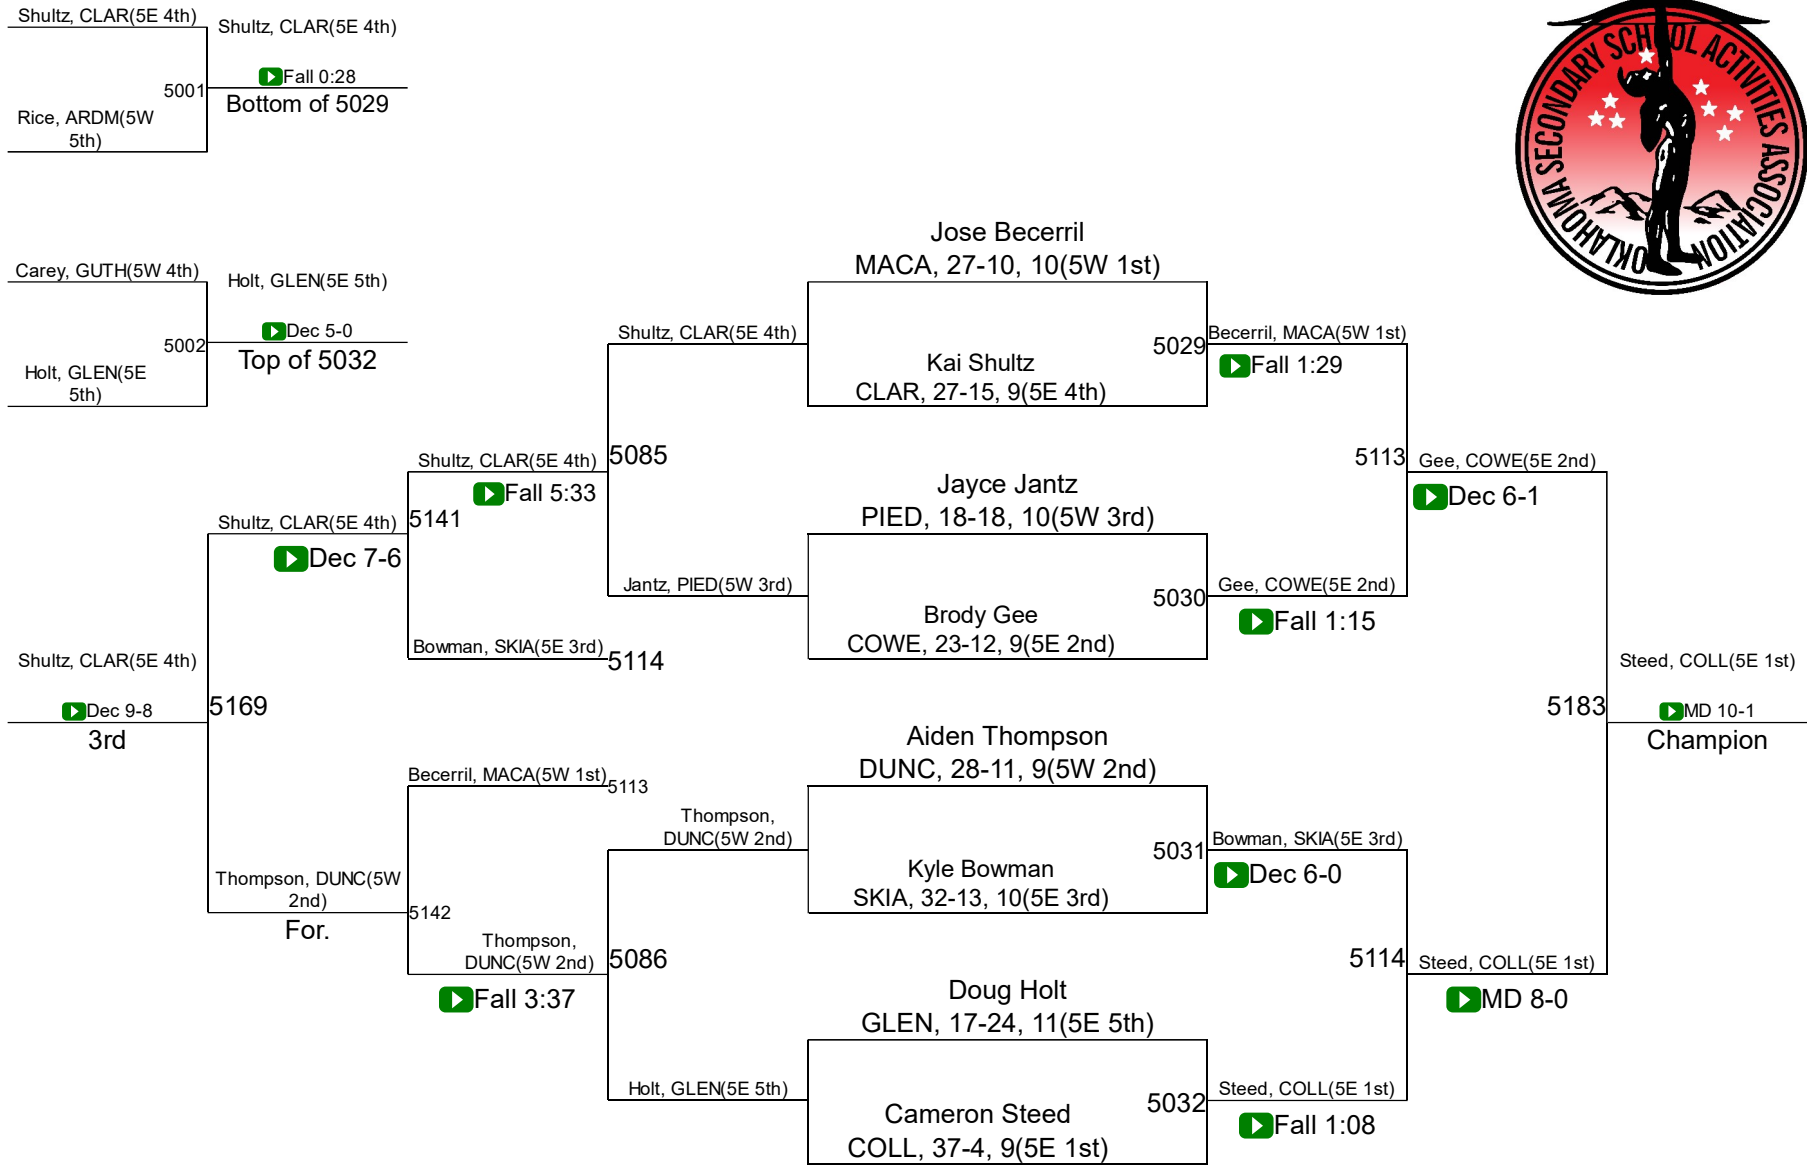 Shultz, CLAR(5E 4th)
Shultz, CLAR(5E 4th)
Fall 0:28
5001
Bottom of 5029
Rice, ARDM(5W
5th)
OKLAHOMA SECONDARY SCHOOL ACTIVITIES ASSOCIATION
Carey, GUTH(5W 4th)
Holt, GLEN(5E 5th)
Dec 5-0
5002
Top of 5032
Holt, GLEN(5E
5th)
Jose Becerril
MACA, 27-10, 10(5W 1st)
Shultz, CLAR(5E 4th)
5029
Becerril, MACA(5W 1st)
Fall 1:29
Kai Shultz
CLAR, 27-15, 9(5E 4th)
5085
5113
Shultz, CLAR(5E 4th)
Fall 5:33
Gee, COWE(5E 2nd)
Dec 6-1
Jayce Jantz
PIED, 18-18, 10(5W 3rd)
5141
Shultz, CLAR(5E 4th)
Dec 7-6
Jantz, PIED(5W 3rd)
5030
Gee, COWE(5E 2nd)
Fall 1:15
Brody Gee
COWE, 23-12, 9(5E 2nd)
Bowman, SKIA(5E 3rd)
5114
Shultz, CLAR(5E 4th)
Dec 9-8
3rd
5169
5183
Steed, COLL(5E 1st)
MD 10-1
Champion
Aiden Thompson
DUNC, 28-11, 9(5W 2nd)
Becerril, MACA(5W 1st)
5113
Thompson,
DUNC(5W 2nd)
5031
Bowman, SKIA(5E 3rd)
Dec 6-0
Kyle Bowman
SKIA, 32-13, 10(5E 3rd)
Thompson, DUNC(5W
2nd)
For.
5142
Thompson,
DUNC(5W 2nd)
Fall 3:37
5086
5114
Steed, COLL(5E 1st)
MD 8-0
Doug Holt
GLEN, 17-24, 11(5E 5th)
Holt, GLEN(5E 5th)
5032
Steed, COLL(5E 1st)
Fall 1:08
Cameron Steed
COLL, 37-4, 9(5E 1st)